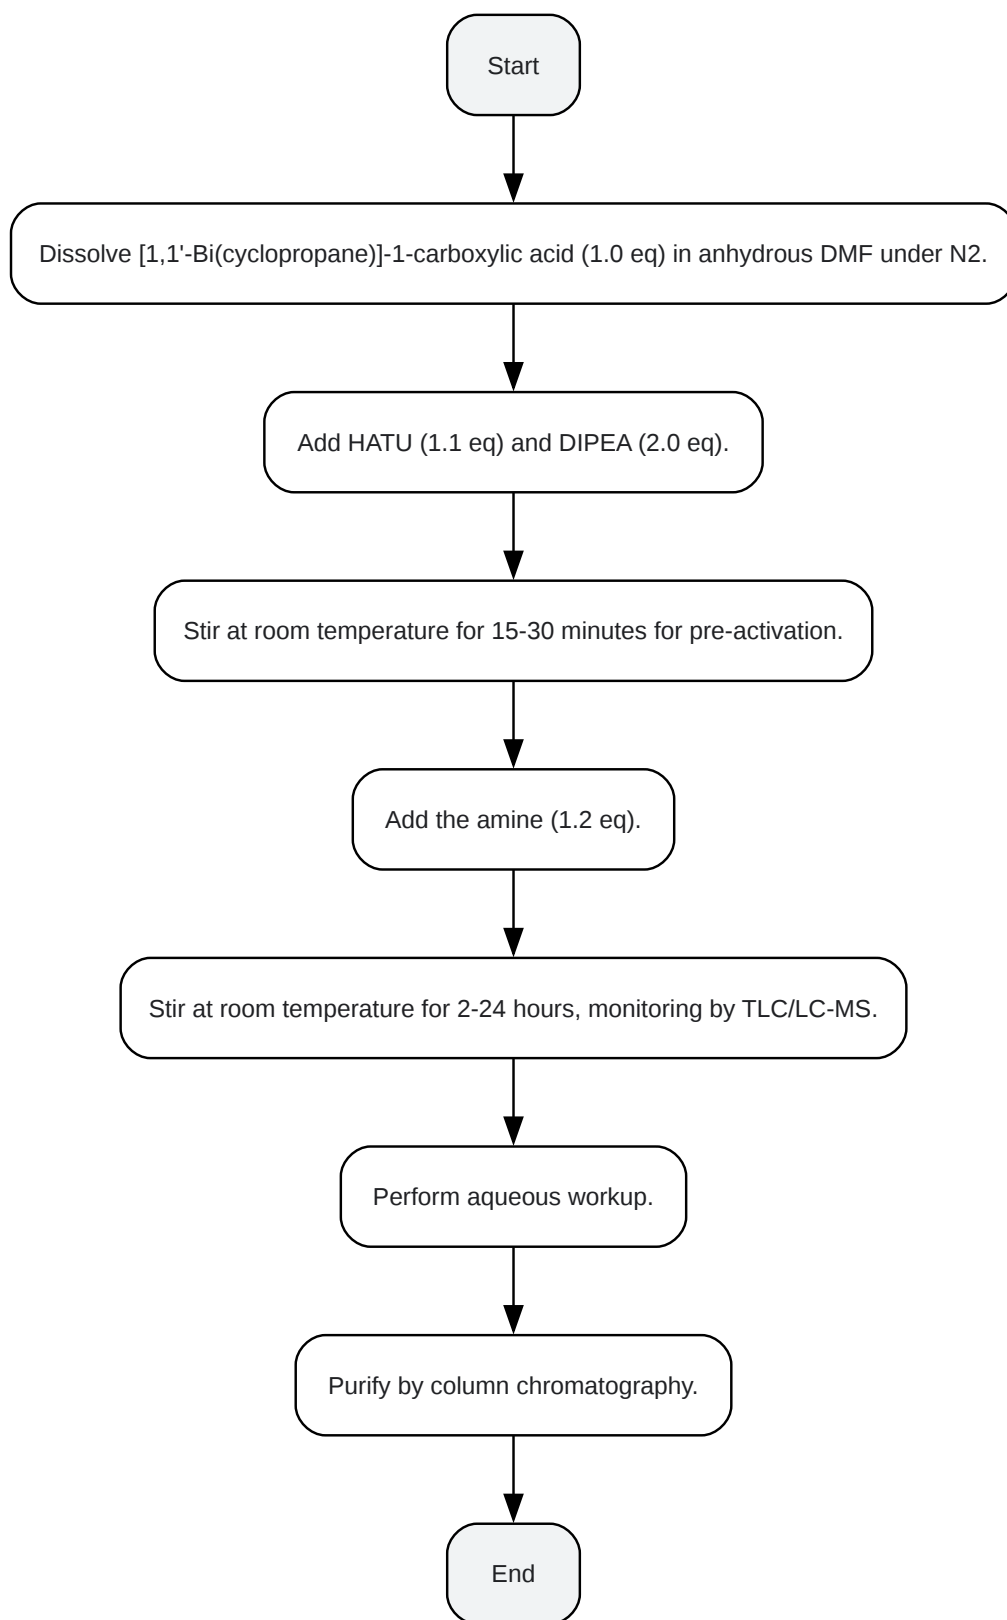 Start
Dissolve [1,1'-Bi(cyclopropane)]-1-carboxylic acid (1.0 eq) in anhydrous DMF under N2.
Add HATU (1.1 eq) and DIPEA (2.0 eq).
Stir at room temperature for 15-30 minutes for pre-activation.
Add the amine (1.2 eq).
Stir at room temperature for 2-24 hours, monitoring by TLC/LC-MS.
Perform aqueous workup.
Purify by column chromatography.
End